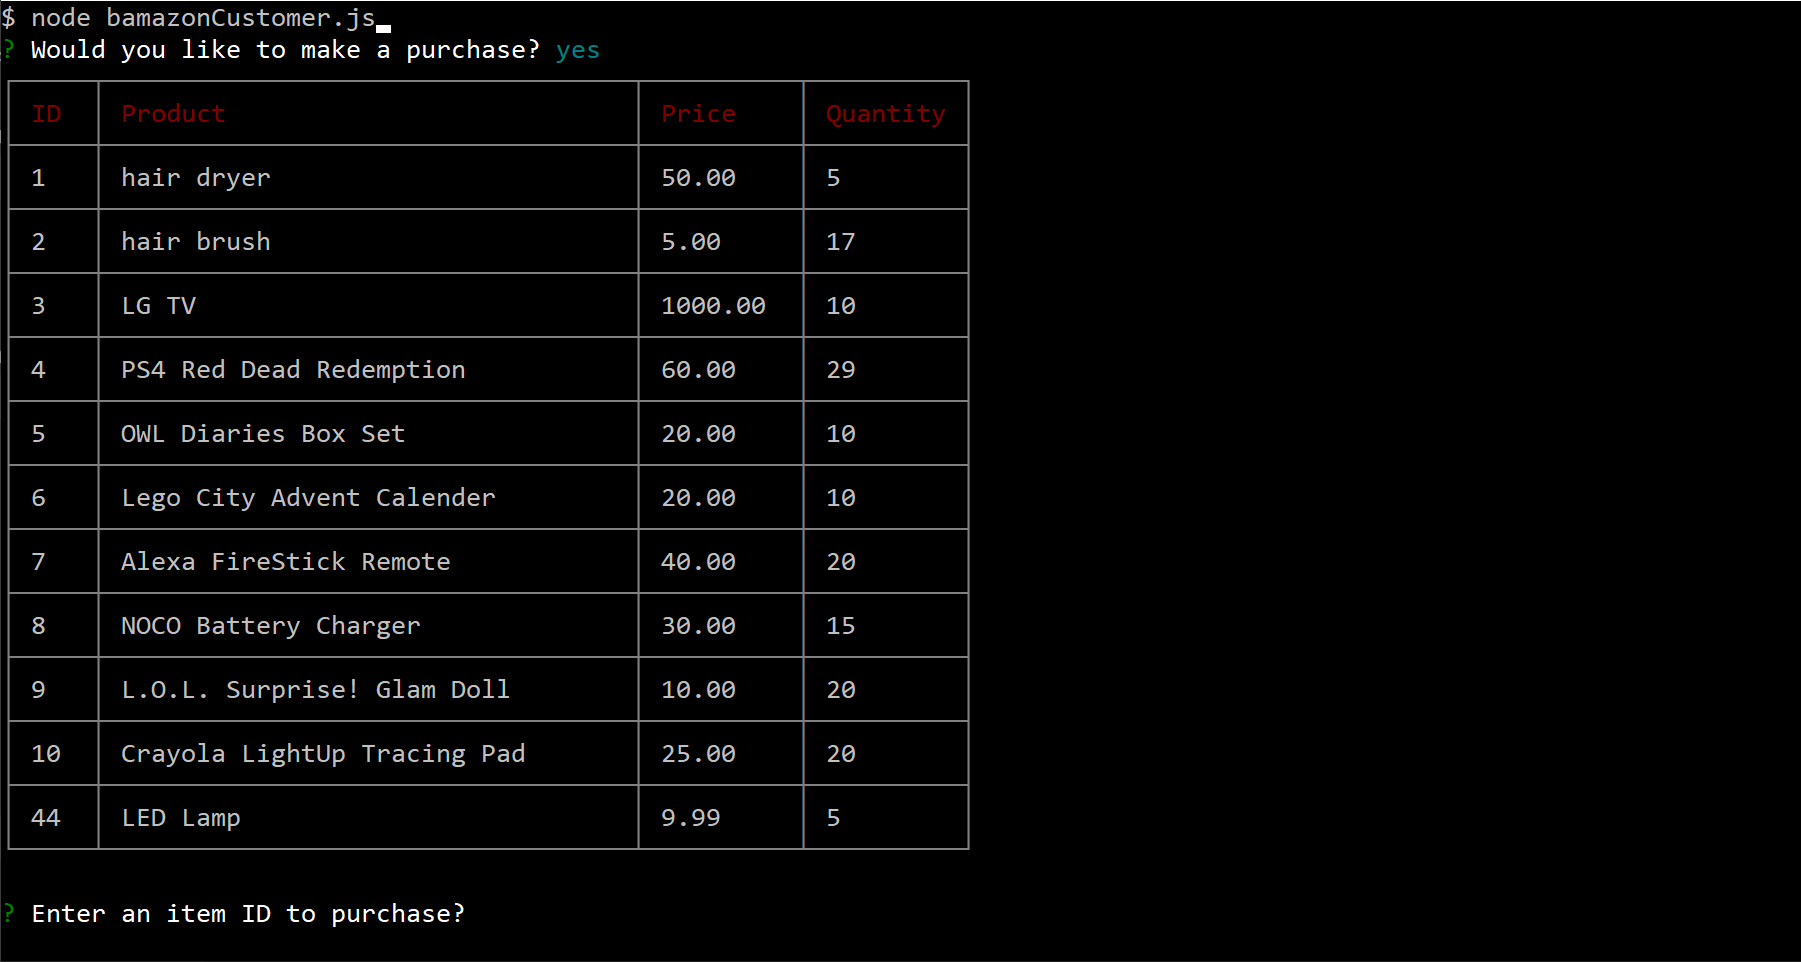 $ node bamazonCustomer.js
? Would you like to make a purchase? yes
ID Product Price Quantity
1 hair dryer 50.00 5
2 hair brush 5.00 17
3 LG TV 1000.00 10
4 PS4 Red Dead Redemption 60.00 29
5 OWL Diaries Box Set 20.00 10
6 Lego City Advent Calender 20.00 10
7 Alexa FireStick Remote 40.00 20
8 NOCO Battery Charger 30.00 15
9 L.O.L. Surprise! Glam Doll 10.00 20
10 Crayola LightUp Tracing Pad 25.00 20
44 LED Lamp 9.99 5
? Enter an item ID to purchase?